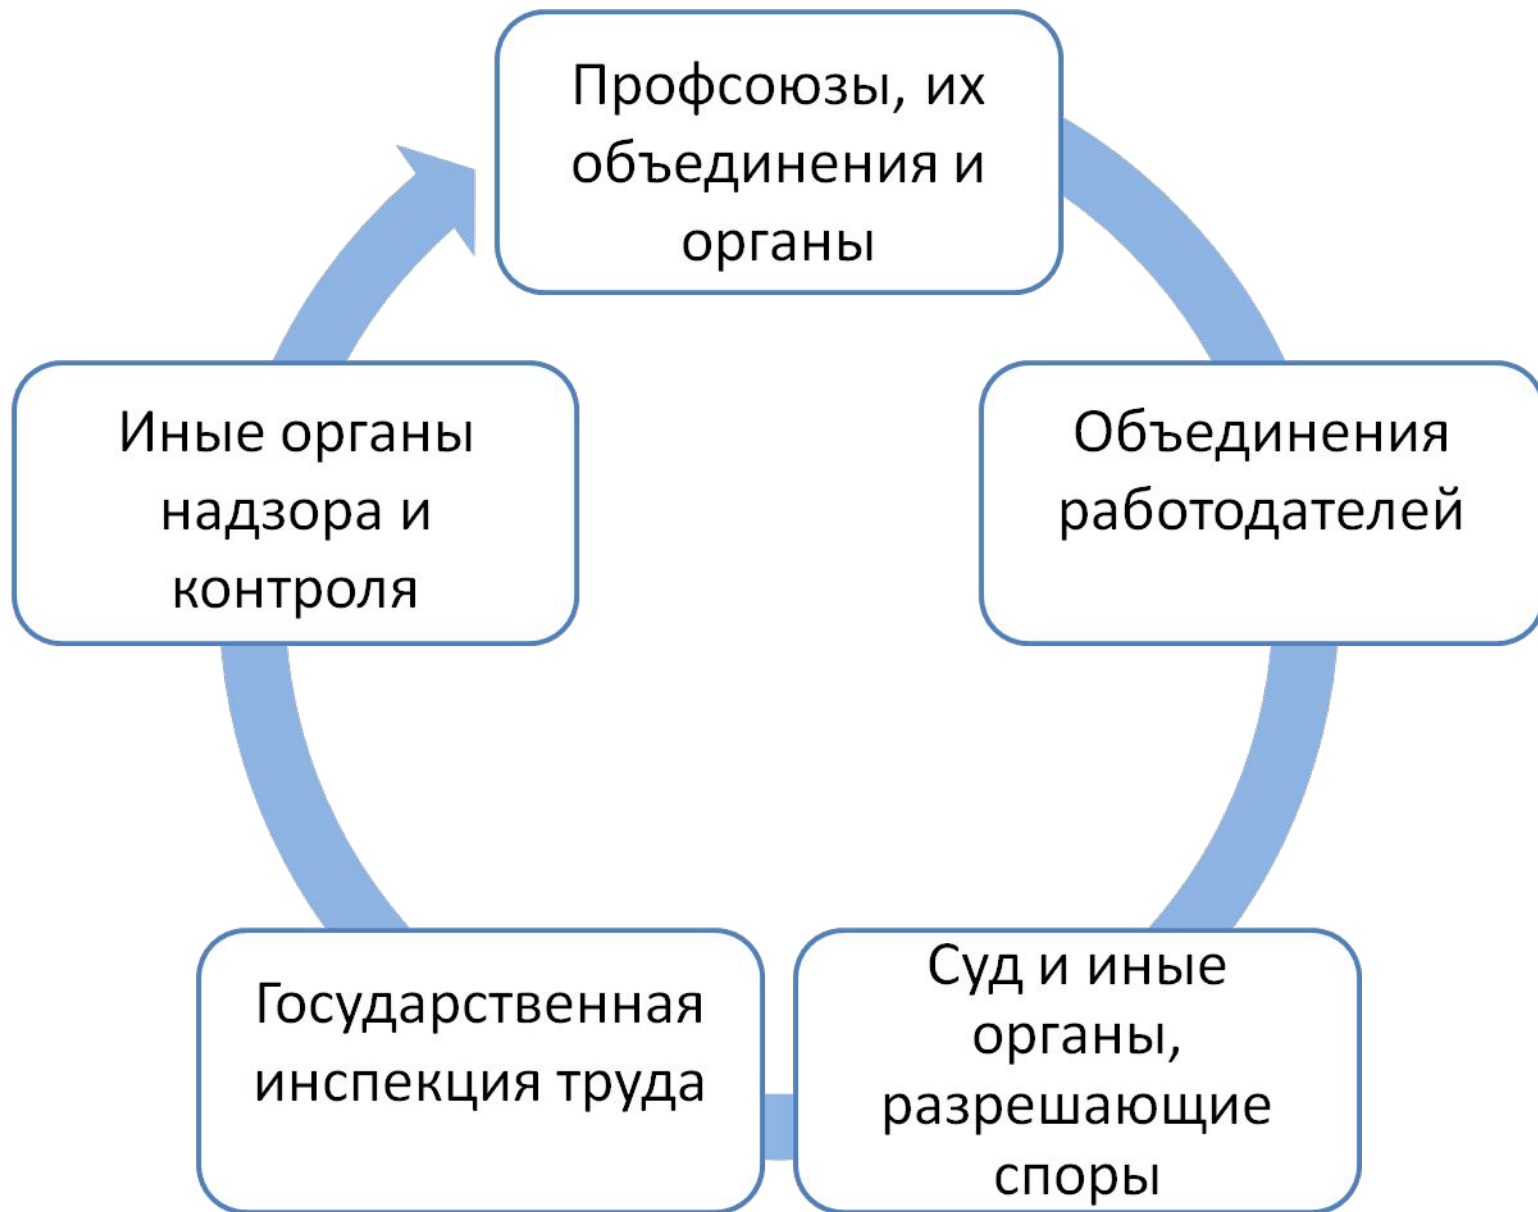 Профсоюзы, их
объединения и
органы
Объединения
работодателей
Суд и иные
органы,
разрешающие
споры
Государственная
инспекция труда
Иные органы
надзора и
контроля